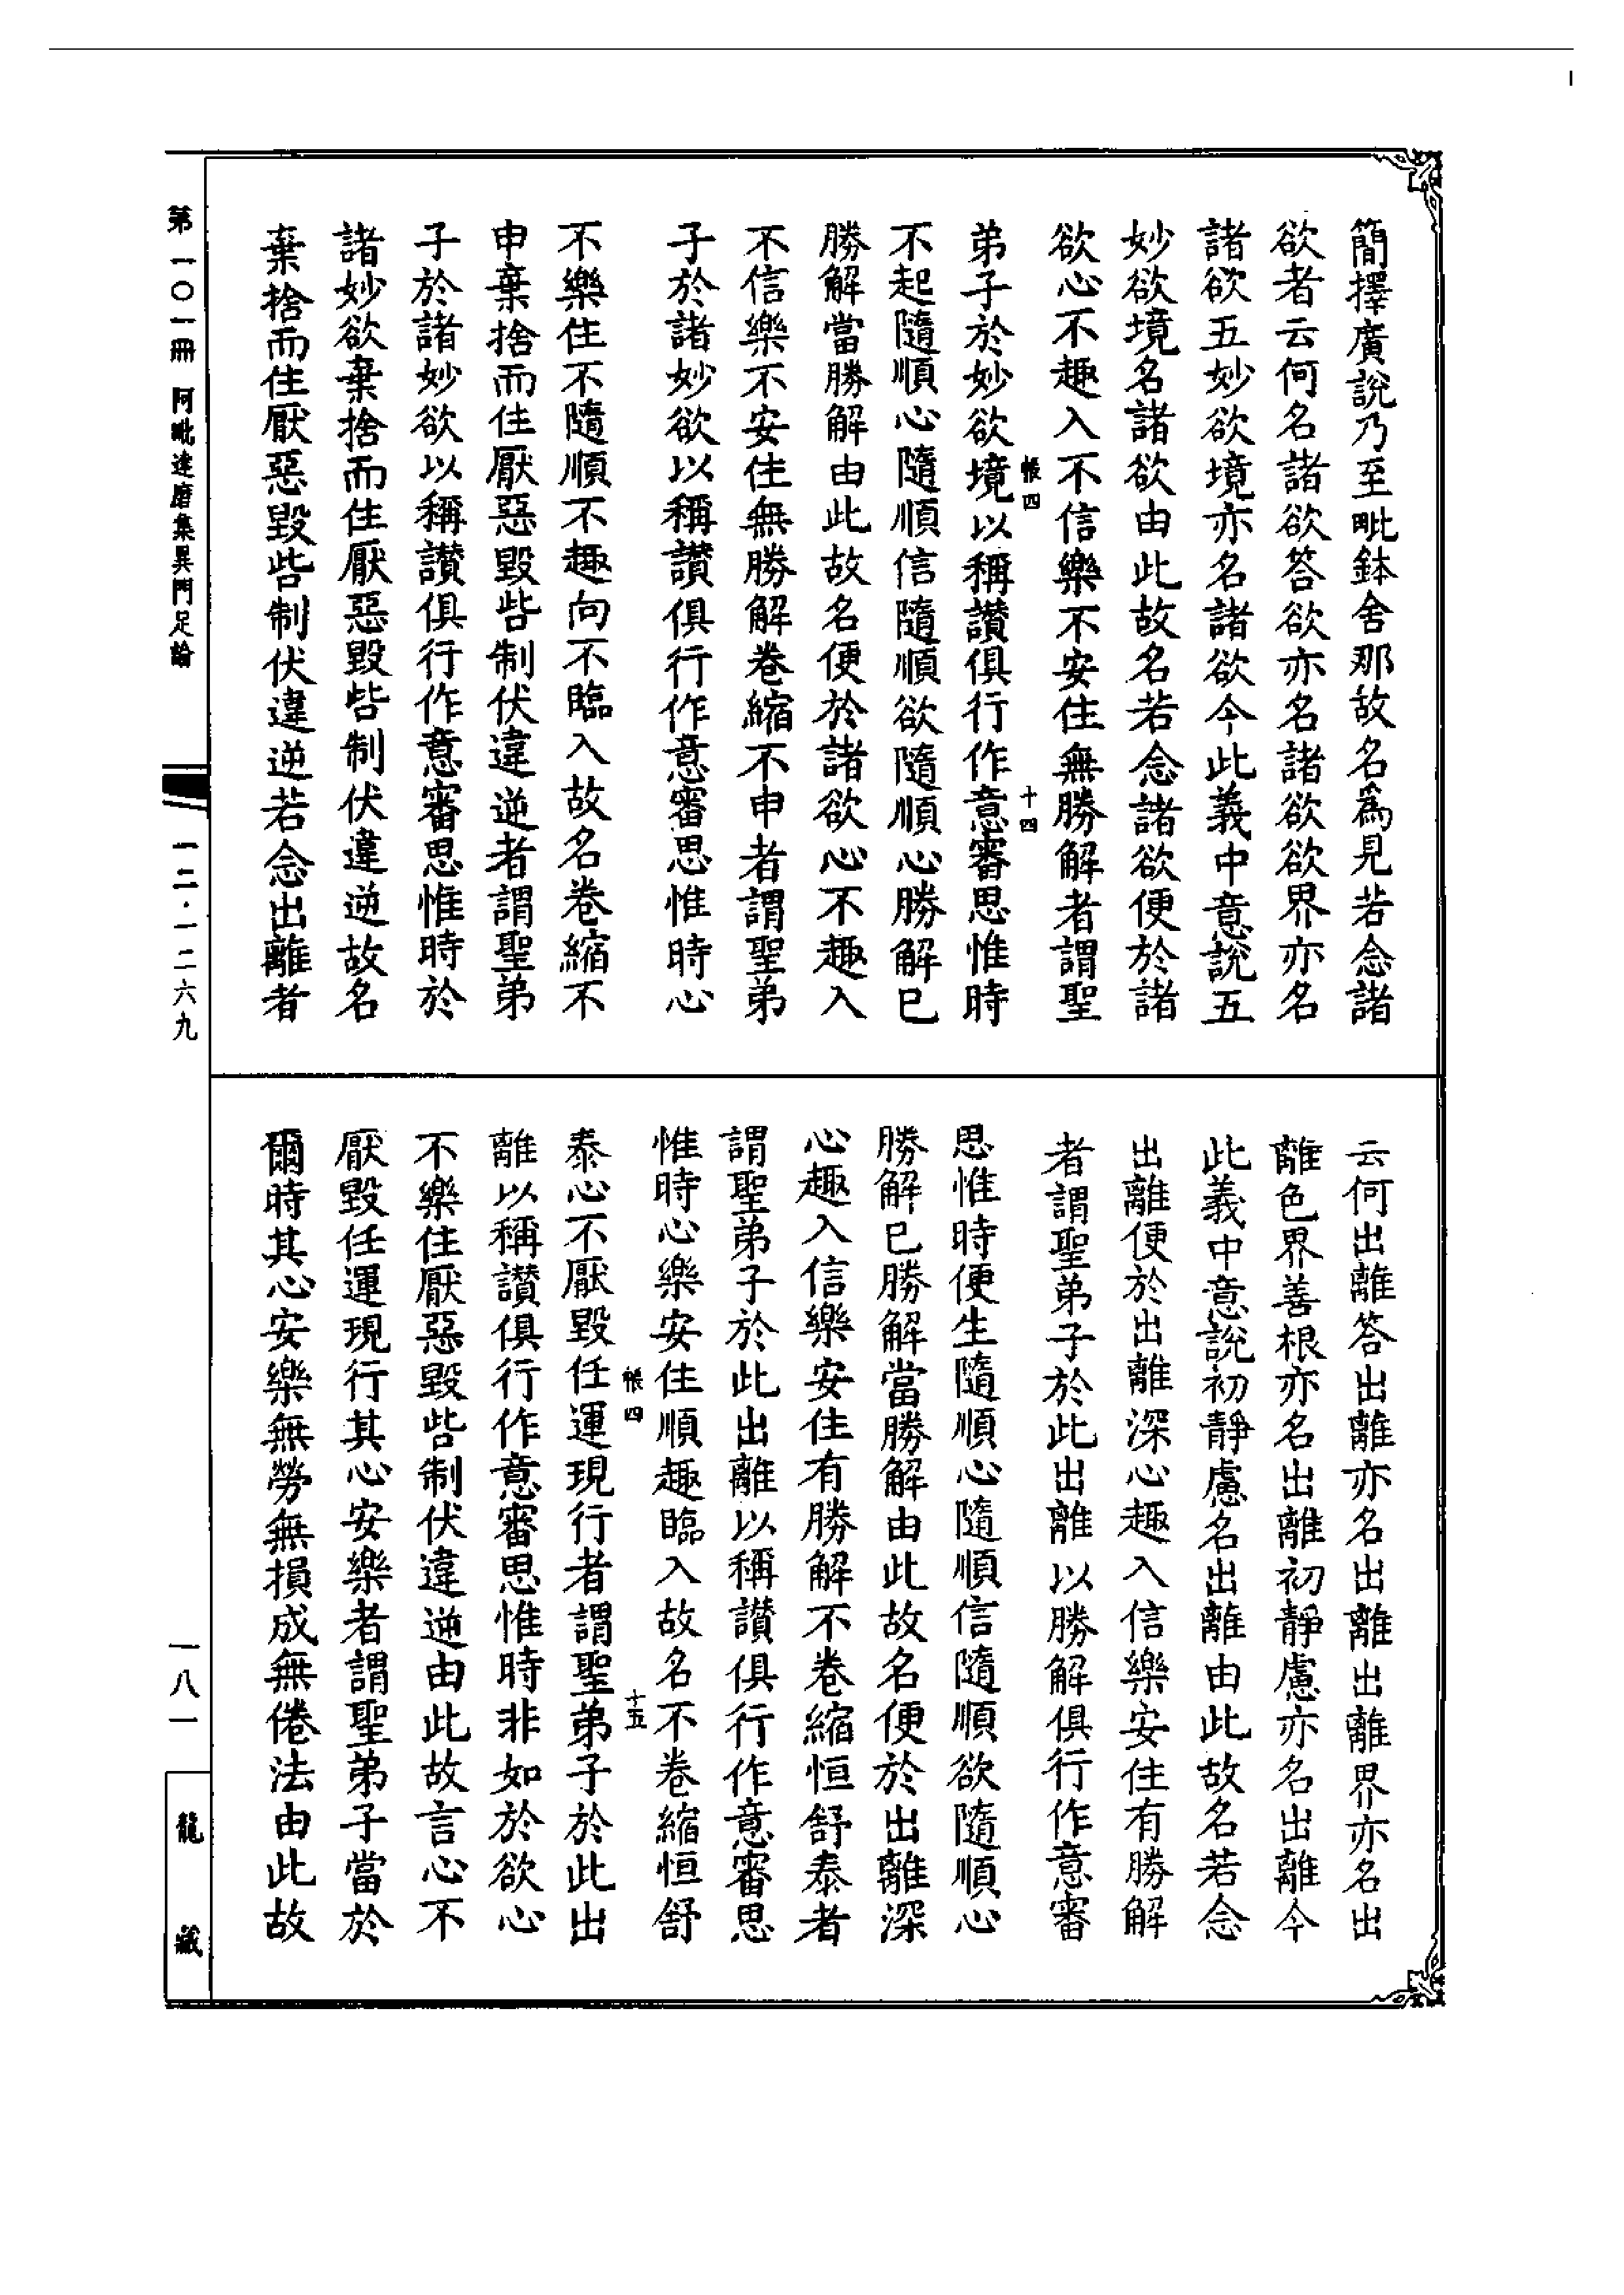 簡擇廣說乃至毗鉢舍那故名為見若念諸
欲者云何名諸欲答欲亦名諸欲欲界亦名
諸欲五妙欲境亦名諸欲今此義中意說五
妙欲境名諸欲由此故名若念諸欲便於諸
欲心不趣入不信樂不安住無勝解者謂聖
帳四 十四
弟子於妙欲境以稱讚俱行作意審思惟時
不起隨順心隨順信隨順欲隨順心勝解已
勝解當勝解由此故名便於諸欲心不趣入
不信樂不安住無勝解卷縮不申者謂聖弟
子於諸妙欲以稱讚俱行作意審思惟時心
不樂住不隨順不趣向不臨入故名卷縮不
申棄捨而住厭惡毀呰制伏違逆者謂聖弟
子於諸妙欲以稱讚俱行作意審思惟時於
諸妙欲棄捨而住厭惡毀呰制伏違逆故名
棄捨而住厭惡毀呰制伏違逆若念出離者
云何出離答出離亦名出離出離界亦名出
離色界善根亦名出離初靜慮亦名出離今
此義中意說初靜慮名出離由此故名若念
出離便於出離深心趣入信樂安住有勝解
者謂聖弟子於此出離以勝解俱行作意審
思惟時便生隨順心隨順信隨順欲隨順心
勝解已勝解當勝解由此故名便於出離深
心趣入信樂安住有勝解不卷縮恒舒泰者
謂聖弟子於此出離以稱讚俱行作意審思
惟時心樂安住順趣臨入故名不卷縮恒舒
帳四 十五
泰心不厭毀任運現行者謂聖弟子於此出
離以稱讚俱行作意審思惟時非如於欲心
不樂住厭惡毀呰制伏違逆由此故言心不
厭毀任運現行其心安樂者謂聖弟子當於
爾時其心安樂無勞無損成無倦法由此故
第一〇一冊 阿毗達磨集異門足論
一二·一二六九
一八一
龍藏